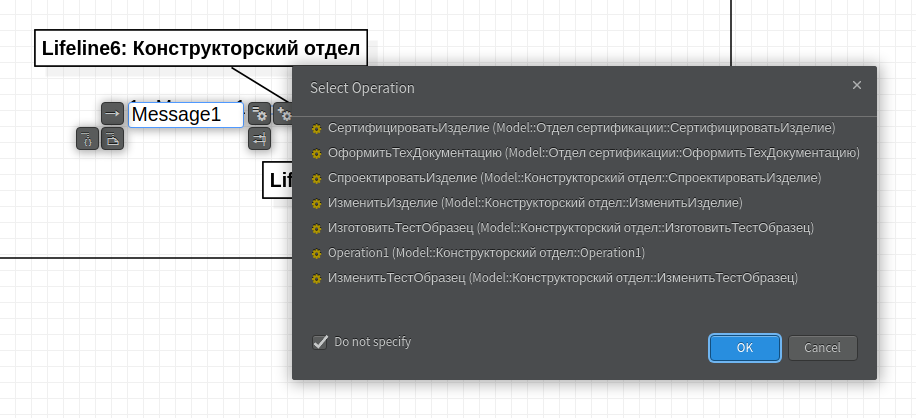 Lifeline6: Конструкторский отдел
Select Operation
Message1
СертифицироватьИзделие (Model::Отдел сертификации::СертифицироватьИзделие)
ОформитьТехДокументацию (Model::Отдел сертификации::ОформитьТехДокументацию)
Lif
СпроектироватьИзделие (Model::Конструкторский отдел::СпроектироватьИзделие)
ИзменитьИзделие (Model::Конструкторский отдел::ИзменитьИзделие)
ИзготовитьТестОбразец (Model::Конструкторский отдел::ИзготовитьТестОбразец)
Operation1 (Model::Конструкторский отдел::Operation1)
ИзменитьТестОбразец (Model::Конструкторский отдел::ИзменитьТестОбразец)
Do not specify
OK
Cancel